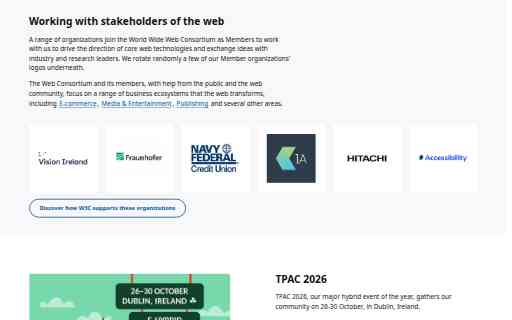 Working with stakeholders of the web
A range of organizations join the World Wide Web Consortium as Members to work
with us to drive the direction of core web technologies and exchange ideas with
industry and research leaders. We rotate randomly a few of our Member organizations'
logos underneath.
The Web Consortium and its members, with help from the public and the web
community, focus on a range of business ecosystems that the web transforms,
including E-commerce, Media & Entertainment, Publishing and several other areas.
Vision Ireland
Fraunhofer
NAVY
FEDERAL
Credit Union
1A
HITACHI
Accessibility
Discover how W3C supports these organizations
26–30 OCTOBER
DUBLIN, IRELAND
TPAC 2026
TPAC 2026, our major hybrid event of the year, gathers our
community on 26-30 October, in Dublin, Ireland.